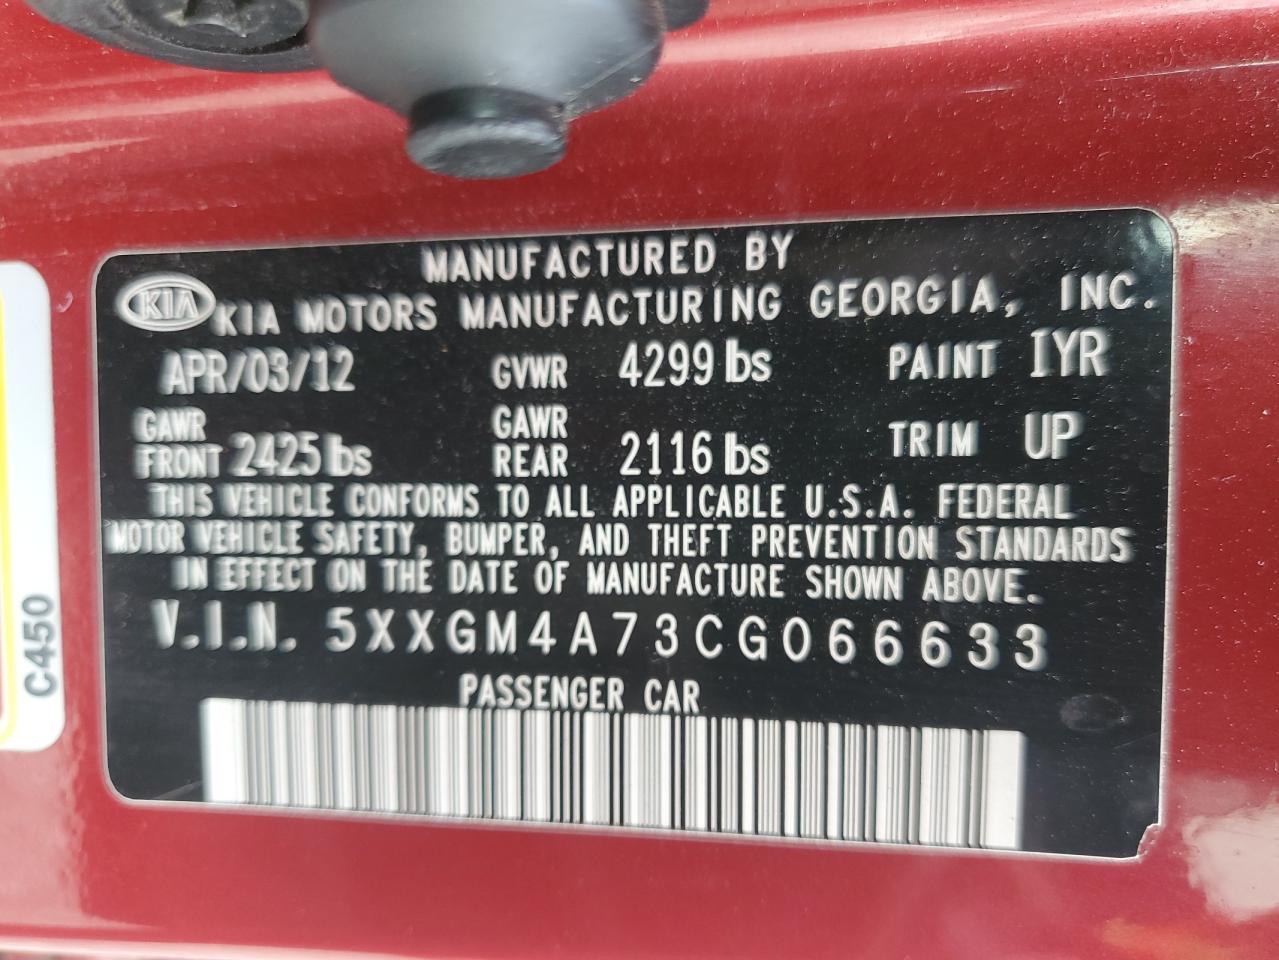 MANUFACTURED BY
KIA KIA MOTORS MANUFACTURING GEORGIA, INC.
APR/03/12 GVWR 4299 lbs PAINT IYR
GAWR FRONT 2425 lbs GAWR REAR 2116 lbs TRIM UP
THIS VEHICLE CONFORMS TO ALL APPLICABLE U.S.A. FEDERAL
MOTOR VEHICLE SAFETY, BUMPER, AND THEFT PREVENTION STANDARDS
IN EFFECT ON THE DATE OF MANUFACTURE SHOWN ABOVE.
V.I.N. 5XXGM4A73CG066633
PASSENGER CAR
C450